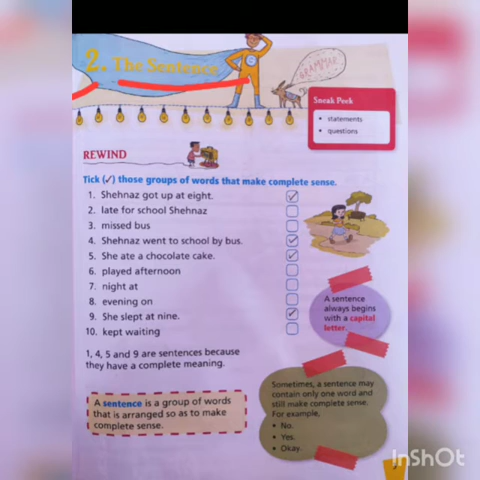 2. The Sentence
GRAMMAR
Sneak Peek
• statements
• questions
REWIND
Tick (✓) those groups of words that make complete sense.
1. Shehnaz got up at eight. ✓
2. late for school Shehnaz
3. missed bus
4. Shehnaz went to school by bus. ✓
5. She ate a chocolate cake. ✓
6. played afternoon
7. night at
8. evening on
9. She slept at nine. ✓
10. kept waiting
A sentence
always begins
with a capital
letter.
1, 4, 5 and 9 are sentences because
they have a complete meaning.
A sentence is a group of words
that is arranged so as to make
complete sense.
Sometimes, a sentence may
contain only one word and
still make complete sense.
For example,
• No.
• Yes.
• Okay.
InShOt